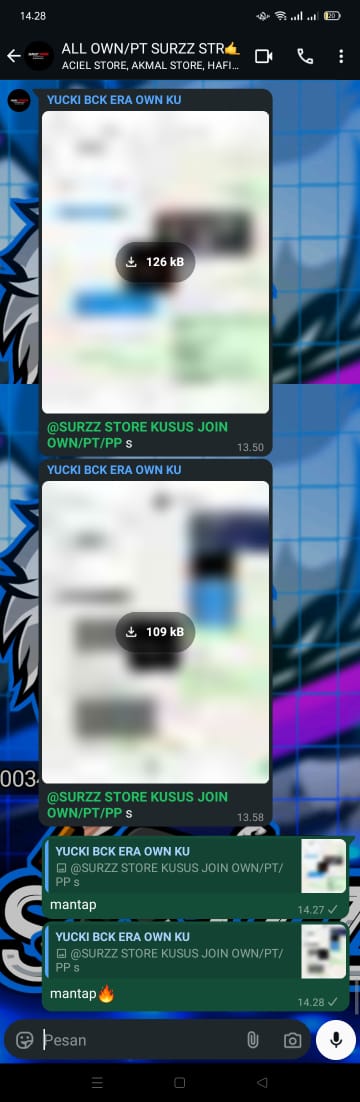 14.28
20
ALL OWN/PT SURZZ STR🤙
ACIEL STORE, AKMAL STORE, HAFI...
YUCKI BCK ERA OWN KU
126 kB
@SURZZ STORE KUSUS JOIN
OWN/PT/PP s
13.50
YUCKI BCK ERA OWN KU
109 kB
@SURZZ STORE KUSUS JOIN
OWN/PT/PP s
13.58
YUCKI BCK ERA OWN KU
@SURZZ STORE KUSUS JOIN OWN/PT/
PP s
mantap
14.27
YUCKI BCK ERA OWN KU
@SURZZ STORE KUSUS JOIN OWN/PT/
PP s
mantap🔥
14.28
Pesan